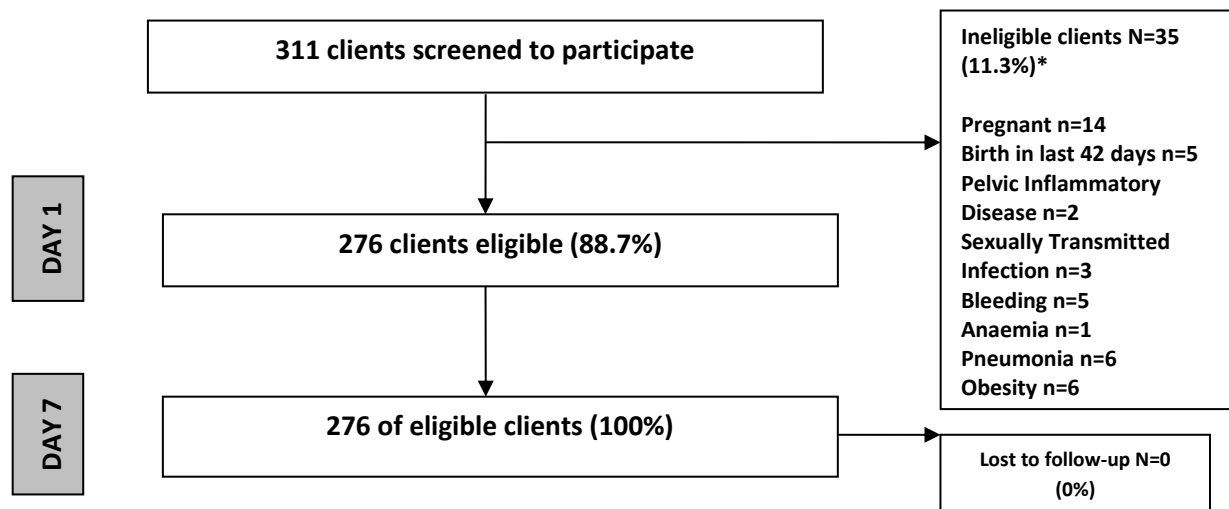 311 clients screened to participate
Ineligible clients N=35
(11.3%)*
Pregnant n=14
Birth in last 42 days n=5
Pelvic Inflammatory
Disease n=2
Sexually Transmitted
Infection n=3
Bleeding n=5
Anaemia n=1
Pneumonia n=6
Obesity n=6
DAY 1
276 clients eligible (88.7%)
DAY 7
276 of eligible clients (100%)
Lost to follow-up N=0
(0%)